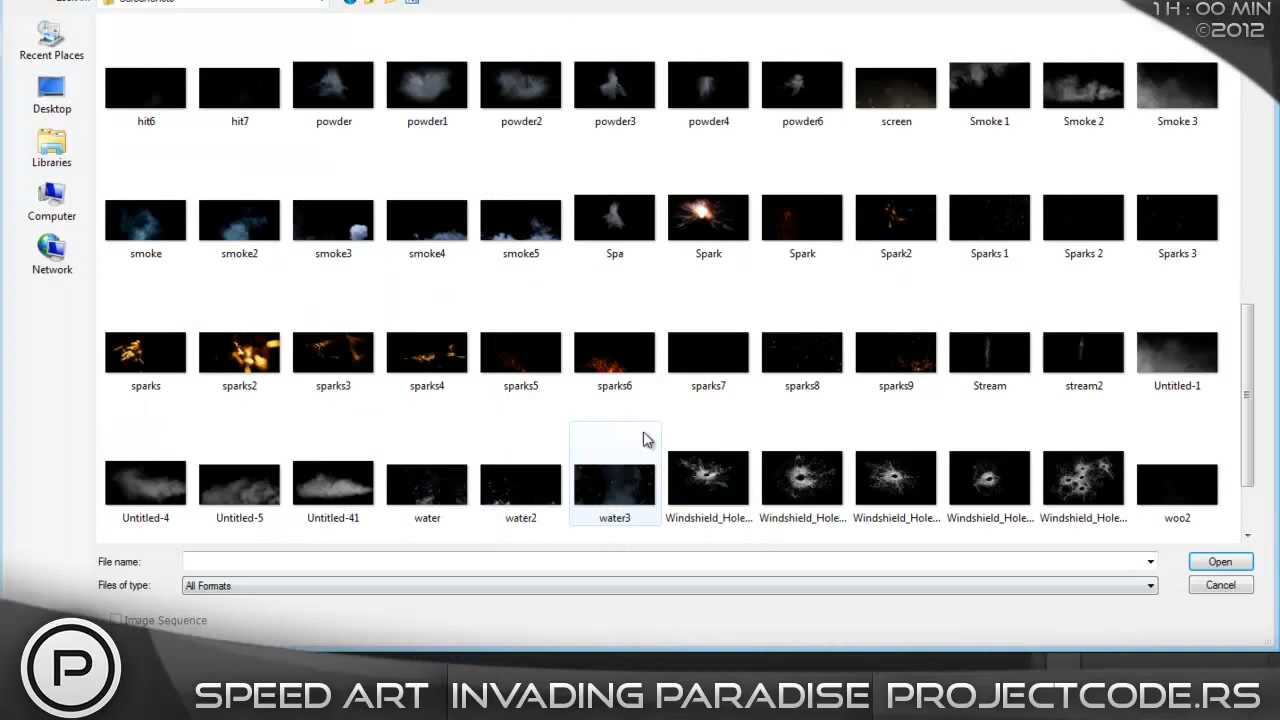 1H : 00 MIN
©2012
Recent Places
Desktop
Libraries
Computer
Network
hit6 hit7 powder powder1 powder2 powder3 powder4 powder6 screen Smoke 1 Smoke 2 Smoke 3
smoke smoke2 smoke3 smoke4 smoke5 Spa Spark Spark Spark2 Sparks 1 Sparks 2 Sparks 3
sparks sparks2 sparks3 sparks4 sparks5 sparks6 sparks7 sparks8 sparks9 Stream stream2 Untitled-1
Untitled-4 Untitled-5 Untitled-41 water water2 water3 Windshield_Hole... Windshield_Hole... Windshield_Hole... Windshield_Hole... Windshield_Hole... woo2
File name: Open
Files of type: All Formats Cancel
Image Sequence
P
SPEED ART INVADING PARADISE PROJECTCODE.RS